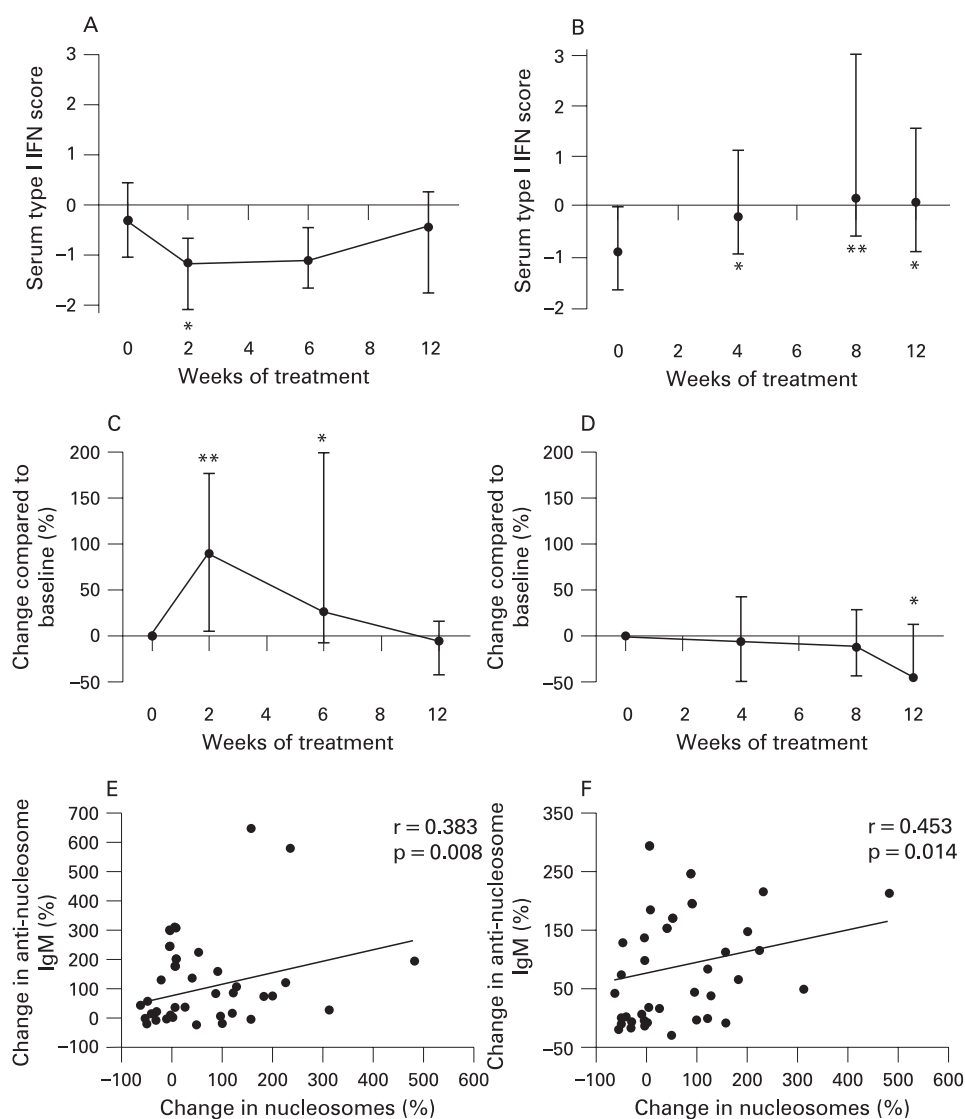 A
Serum type I IFN score
3
2
1
0
–1
–2
*
0 2 4 6 8 12
Weeks of treatment
B
Serum type I IFN score
3
2
1
0
–1
–2
*
**
*
0 2 4 6 8 12
Weeks of treatment
C
Change compared to
baseline (%)
200
150
100
50
0
–50
**
*
0 2 4 6 8 12
Weeks of treatment
D
Change compared to
baseline (%)
200
150
100
50
0
–50
*
0 2 4 6 8 12
Weeks of treatment
E
Change in anti-nucleosome
IgM (%)
700
600
500
400
300
200
100
0
–100
r = 0.383
p = 0.008
–100 0 100 200 300 400 500 600
Change in nucleosomes (%)
F
Change in anti-nucleosome
IgM (%)
350
250
150
50
–50
r = 0.453
p = 0.014
–100 0 100 200 300 400 500 600
Change in nucleosomes (%)